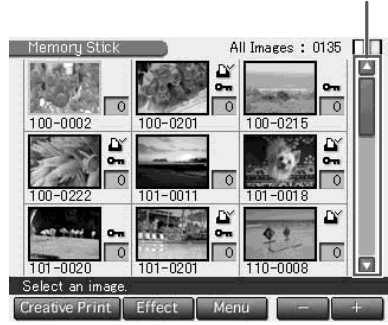 Memory Stick All Images : 0135
0 0 0
100-0002 100-0201 100-0215
0 0 0
100-0222 101-0011 101-0018
0 0 0
101-0020 101-0201 110-0008
Select an image.
Creative Print Effect Menu － ＋